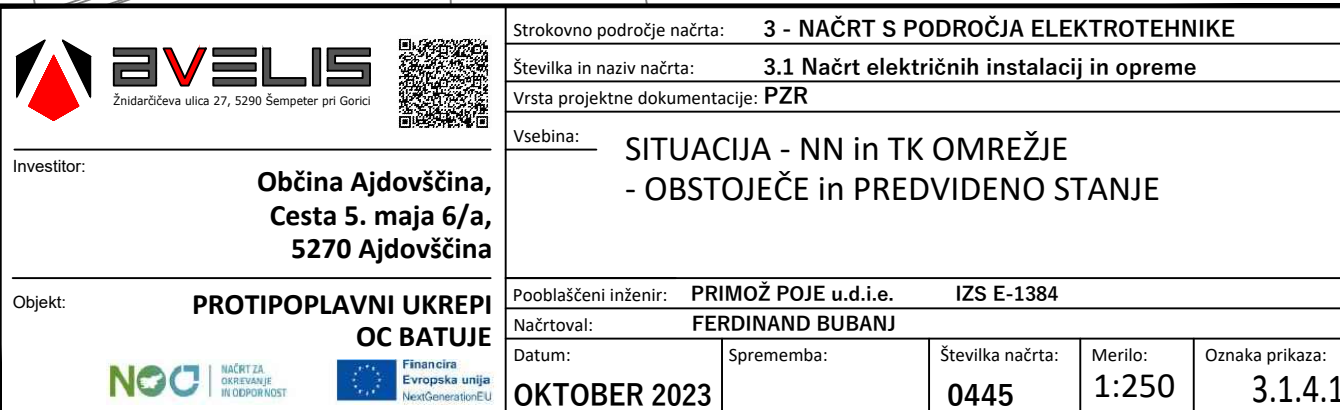 AVELIS
Žnidarčičeva ulica 27, 5290 Šempeter pri Gorici
Investitor:
Občina Ajdovščina,
Cesta 5. maja 6/a,
5270 Ajdovščina
Objekt:
PROTIPOPLAVNI UKREPI
OC BATUJE
NOO
NAČRT ZA
OKREVANJE
IN ODPORNOST
Financira
Evropska unija
NextGenerationEU
Strokovno področje načrta: 3 - NAČRT S PODROČJA ELEKTROTEHNIKE
Številka in naziv načrta: 3.1 Načrt električnih instalacij in opreme
Vrsta projektne dokumentacije: PZR
Vsebina:
SITUACIJA - NN in TK OMREŽJE
- OBSTOJEČE in PREDVIDENO STANJE
Pooblaščeni inženir: PRIMOŽ POJE u.d.i.e. IZS E-1384
Načrtoval: FERDINAND BUBANJ
Datum:
OKTOBER 2023
Sprememba:
Številka načrta:
0445
Merilo:
1:250
Oznaka prikaza:
3.1.4.1